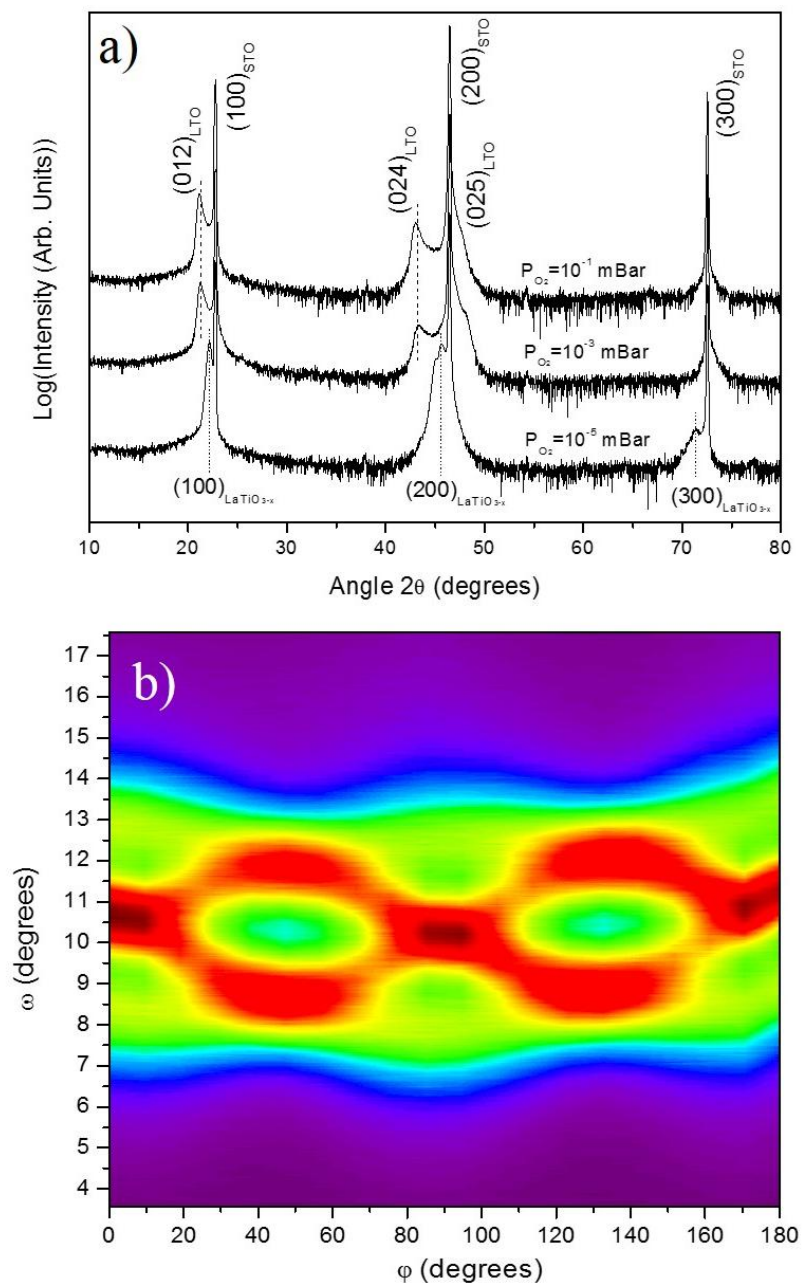 a)
(012)LTO
(100)STO
(024)LTO
(200)STO
(025)LTO
(300)STO
P O₂=10⁻¹ mBar
P O₂=10⁻³ mBar
P O₂=10⁻⁵ mBar
(100)LaTiO₃₋ₓ
(200)LaTiO₃₋ₓ
(300)LaTiO₃₋ₓ
Log(Intensity (Arb. Units))
10 20 30 40 50 60 70 80
Angle 2θ (degrees)
b)
17
16
15
14
13
12
11
10
9
8
7
6
5
4
ω (degrees)
0 20 40 60 80 100 120 140 160 180
φ (degrees)